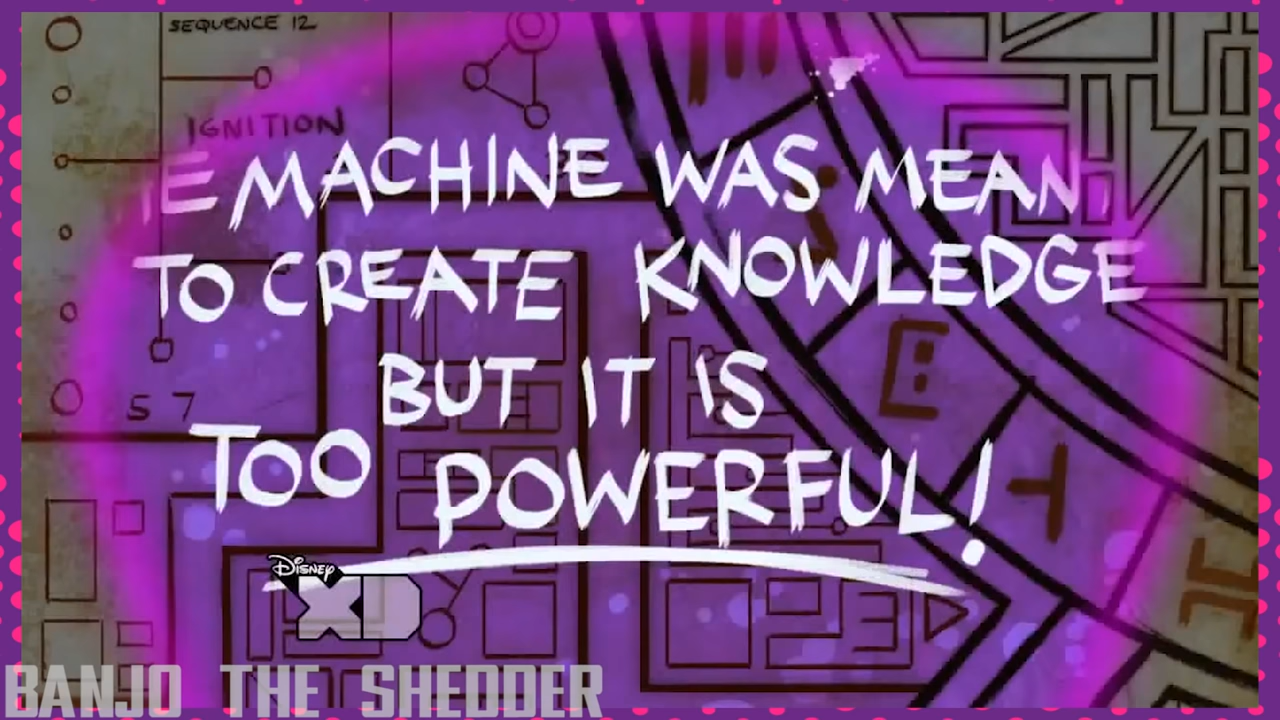 SEQUENCE 12
IGNITION
E MACHINE WAS MEAN
TO CREATE KNOWLEDGE
BUT IT IS
TOO POWERFUL!
57
DISNEY
XD
BANJO THE SHEDDER